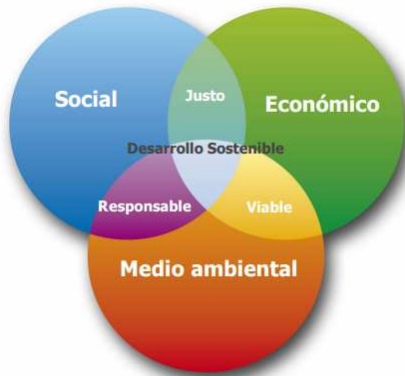 Social
Justo
Económico
Desarrollo Sostenible
Responsable
Viable
Medio ambiental